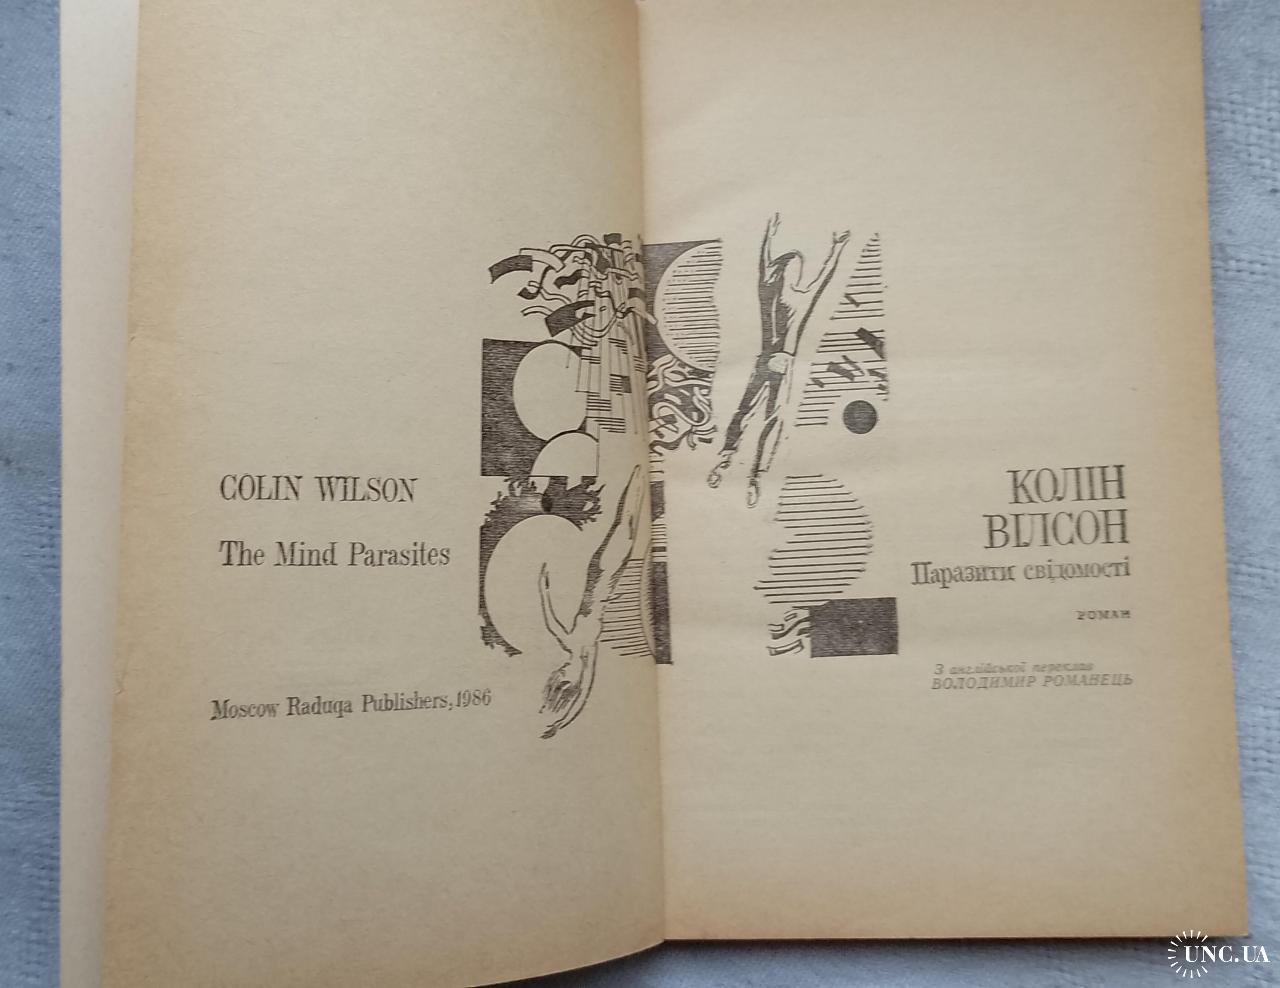 COLIN WILSON
The Mind Parasites
Moscow Raduga Publishers, 1986
КОЛІН
ВІЛСОН
Паразити свідомості
РОМАН
З англійської переклав
ВОЛОДИМИР РОМАНЕЦЬ
UNC.UA